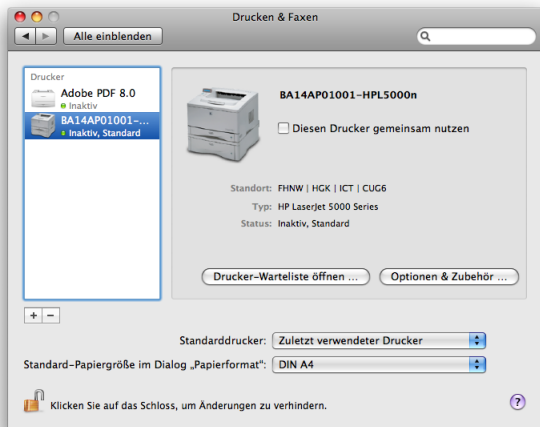 Drucken & Faxen
Alle einblenden
Drucker
Adobe PDF 8.0
Inaktiv
BA14AP01001-...
Inaktiv, Standard
BA14AP01001-HPL5000n
Diesen Drucker gemeinsam nutzen
Standort: FHNW | HGK | ICT | CUG6
Typ: HP LaserJet 5000 Series
Status: Inaktiv, Standard
Drucker-Warteliste öffnen ...
Optionen & Zubehör ...
+ −
Standarddrucker: Zuletzt verwendeter Drucker
Standard-Papiergröße im Dialog „Papierformat“: DIN A4
Klicken Sie auf das Schloss, um Änderungen zu verhindern.
?